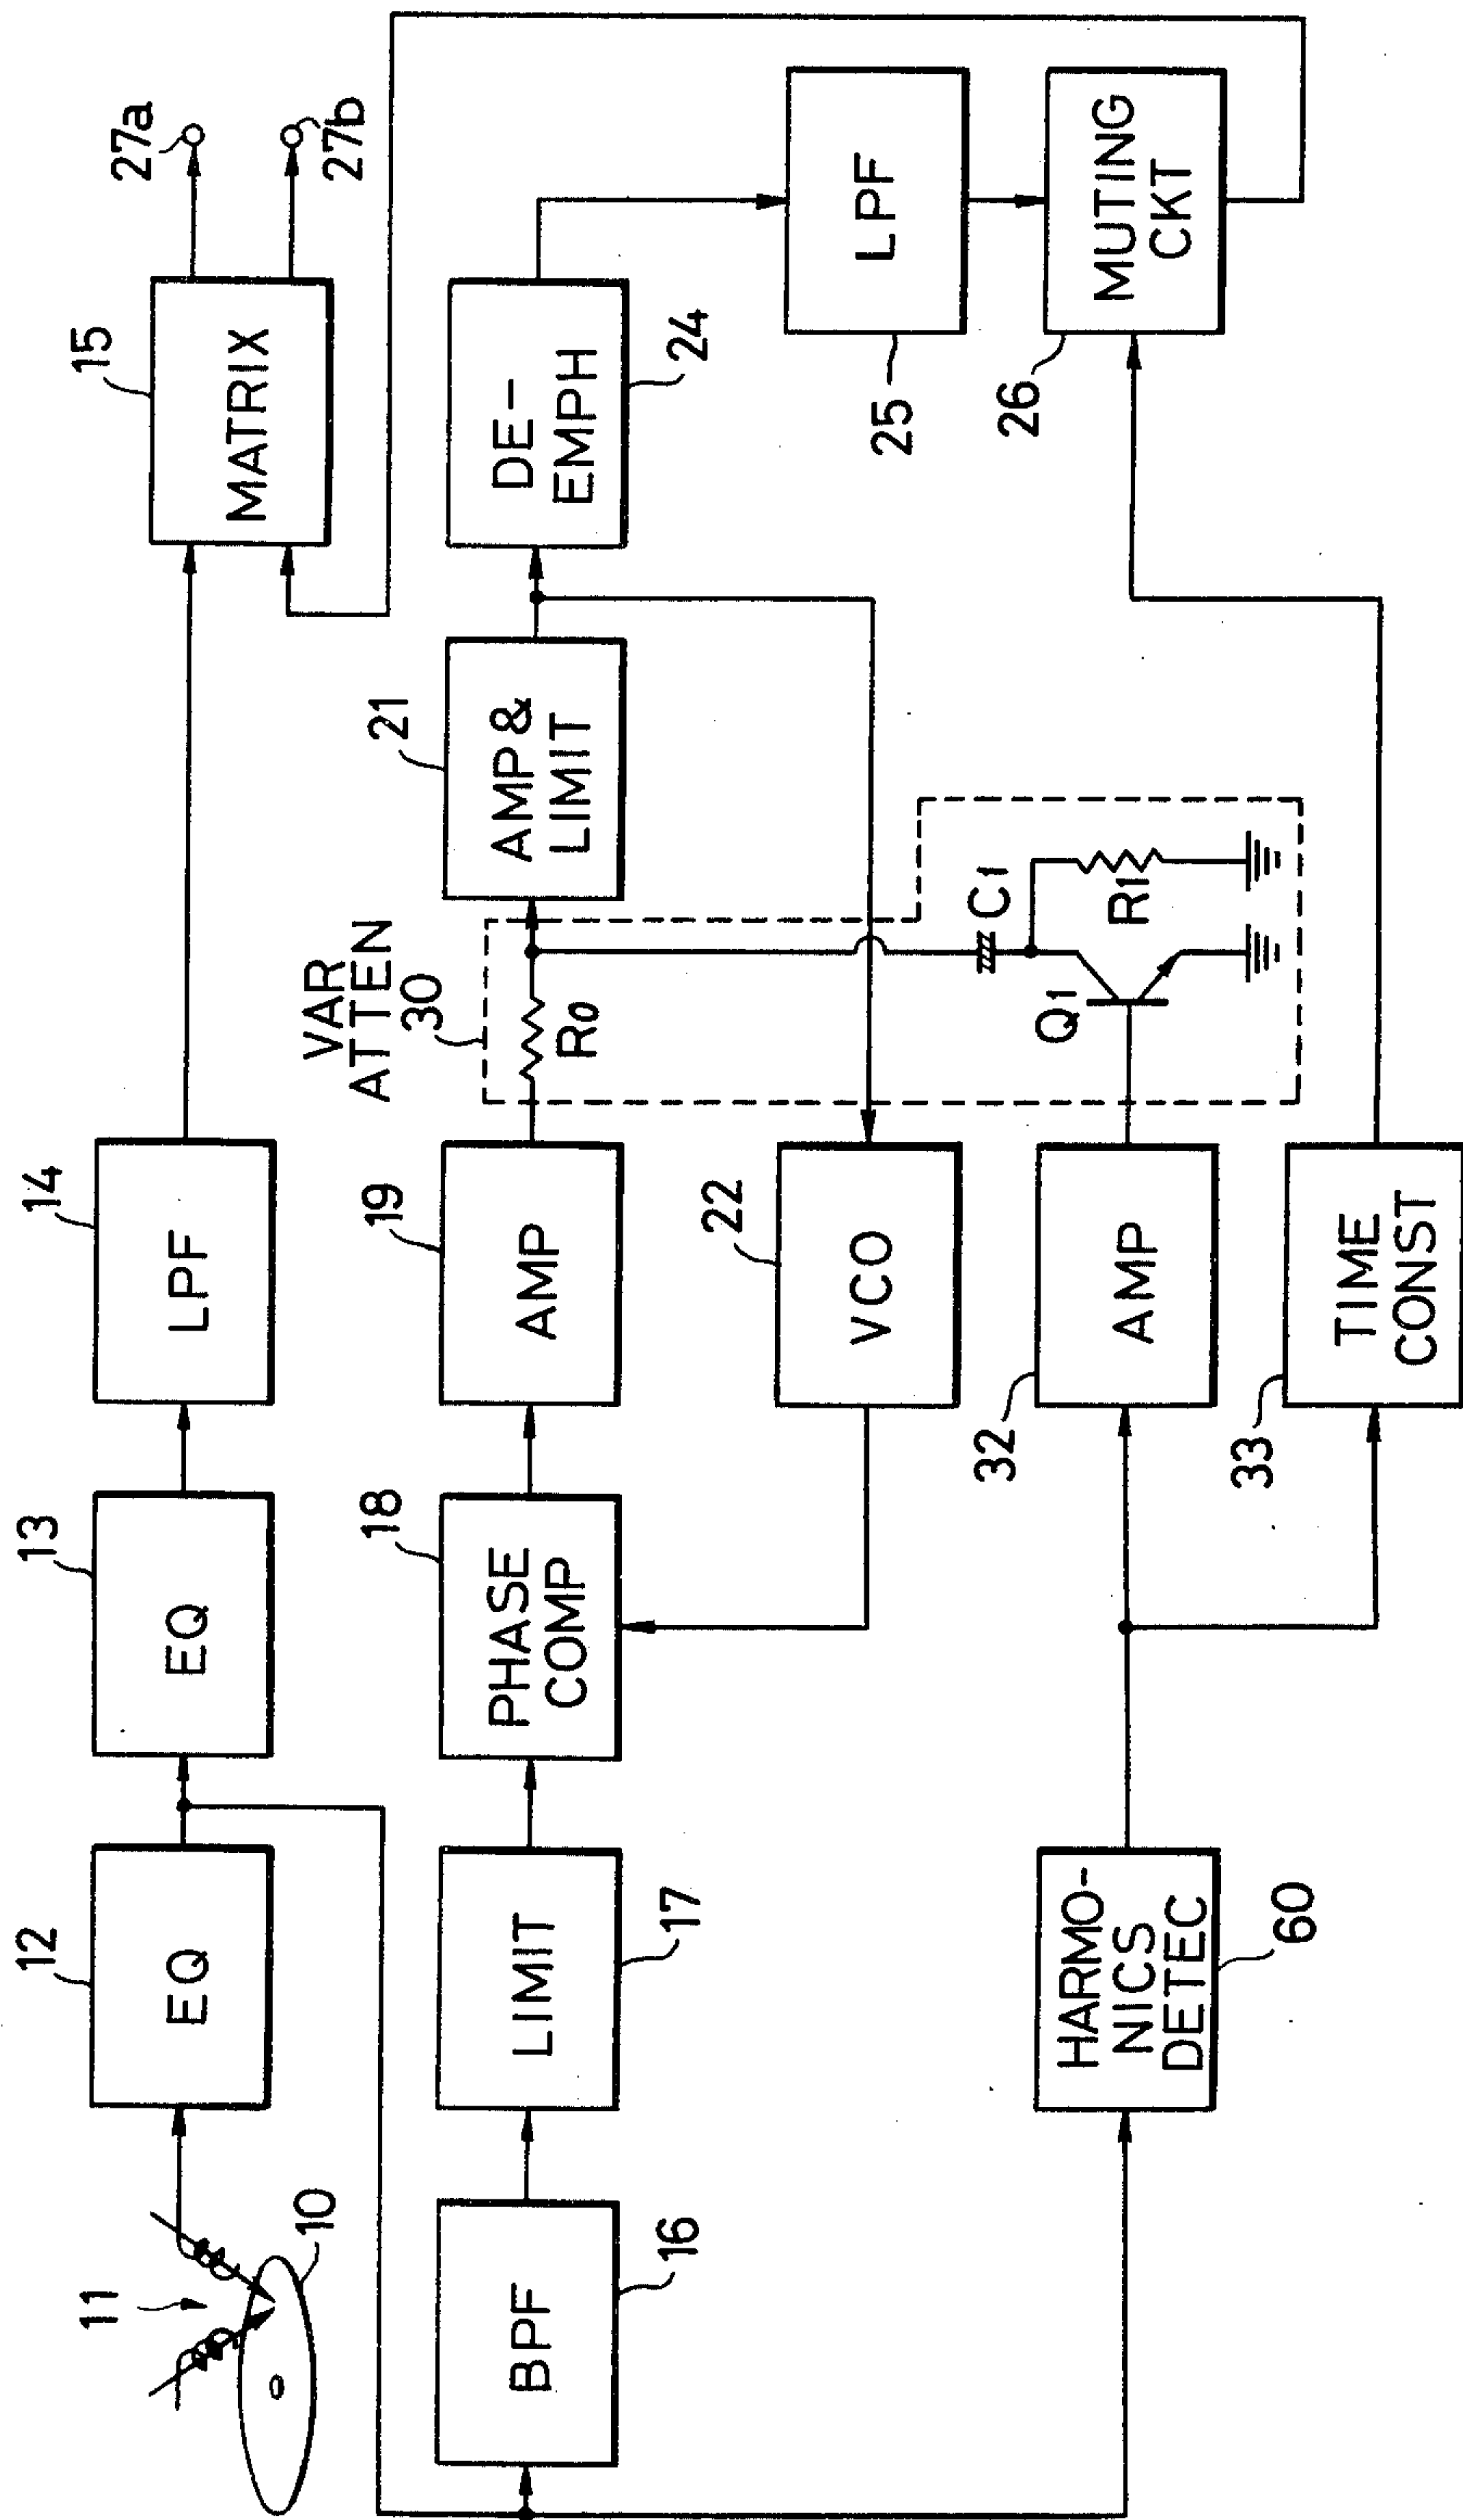 11
10
12
EQ
13
EQ
14
LPF
15
MATRIX
27a
27b
16
BPF
17
LIMIT
18
PHASE
COMP
19
AMP
VAR
ATTEN
30
R0
21
AMP&
LIMIT
24
DE-
EMPH
25
LPF
26
MUTING
CKT
22
VCO
C1
R1
Q1
60
HARMO-
NICS
DETEC
32
AMP
33
TIME
CONST